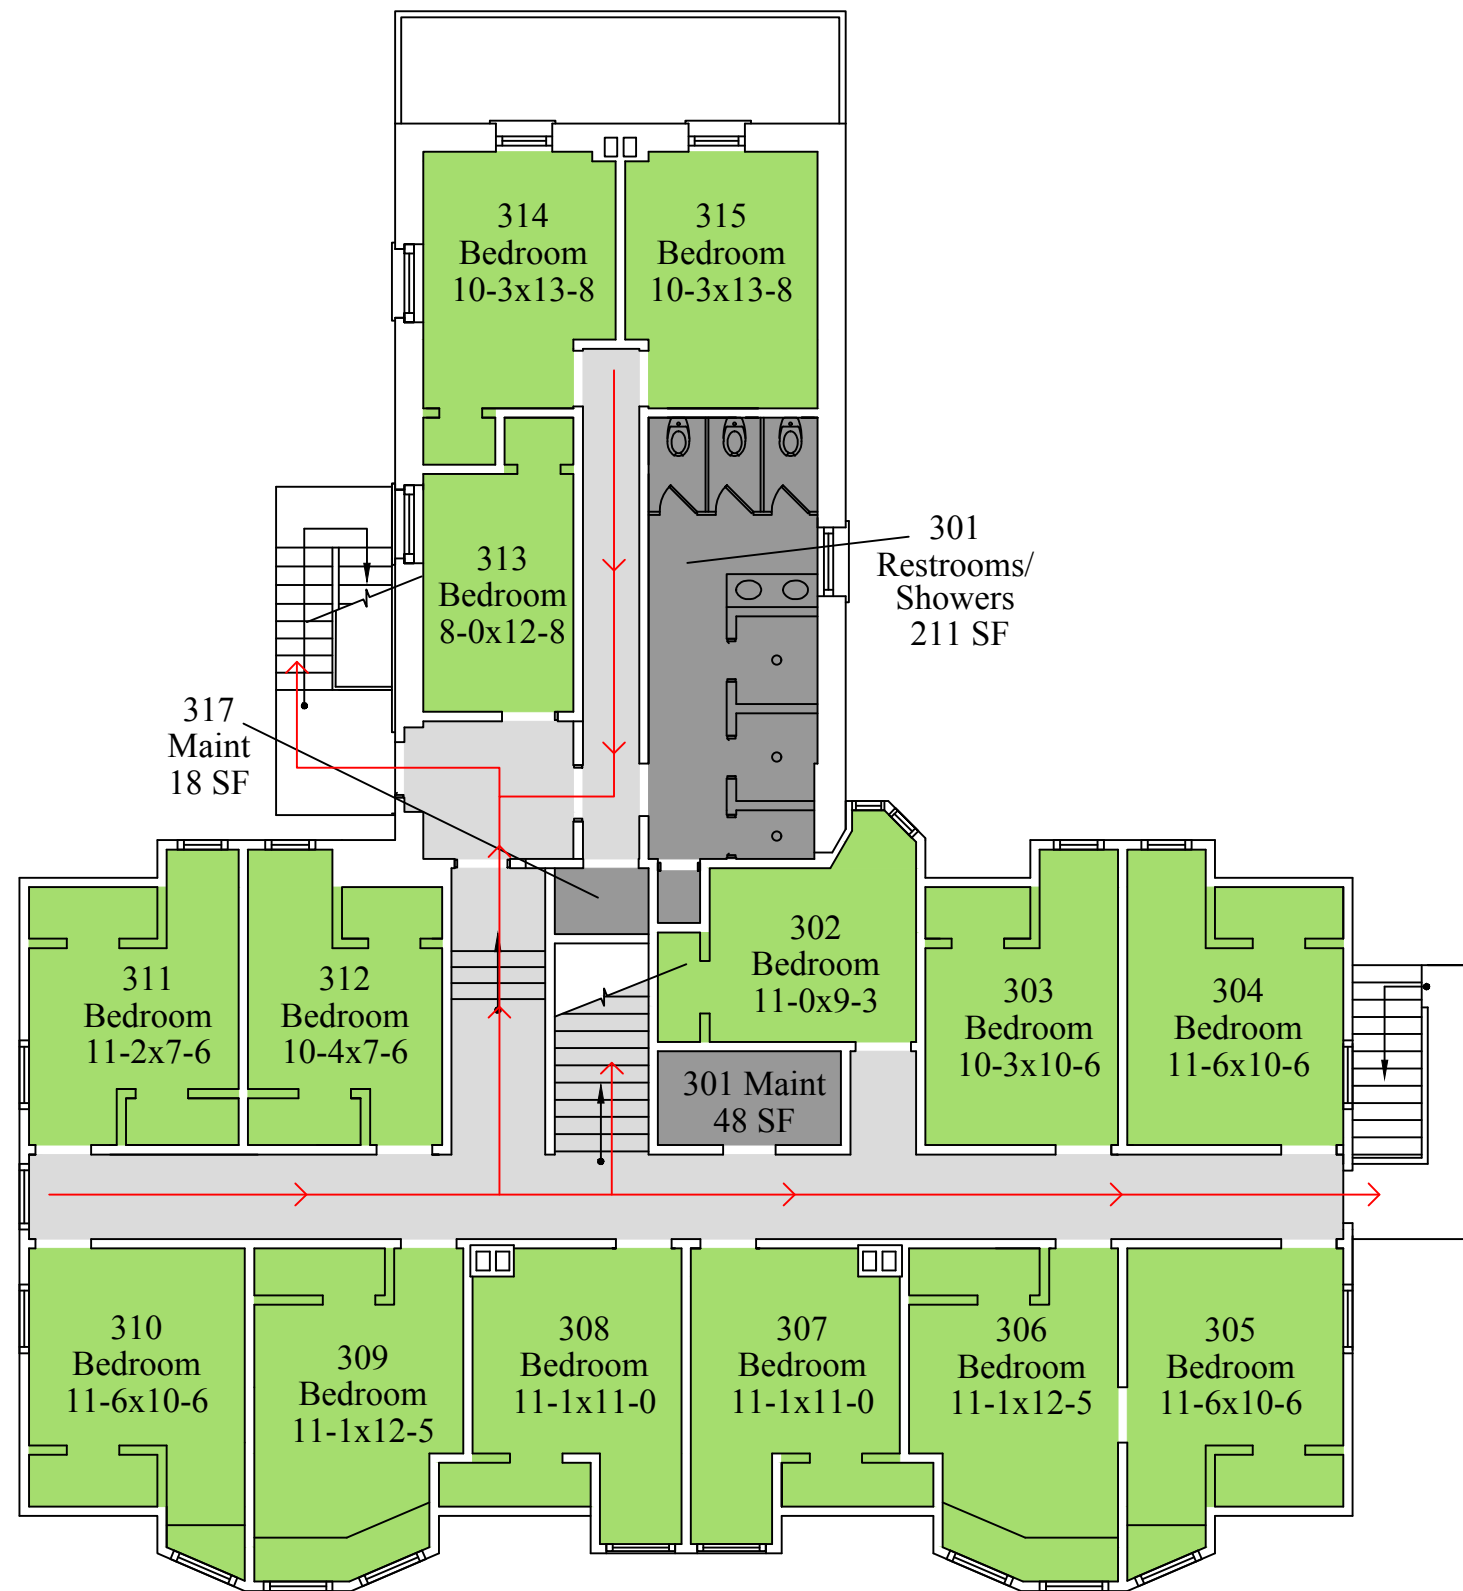 314
Bedroom
10-3x13-8
315
Bedroom
10-3x13-8
301
Restrooms/
Showers
211 SF
313
Bedroom
8-0x12-8
317
Maint
18 SF
302
Bedroom
11-0x9-3
311
Bedroom
11-2x7-6
312
Bedroom
10-4x7-6
303
Bedroom
10-3x10-6
304
Bedroom
11-6x10-6
301 Maint
48 SF
310
Bedroom
11-6x10-6
309
Bedroom
11-1x12-5
308
Bedroom
11-1x11-0
307
Bedroom
11-1x11-0
306
Bedroom
11-1x12-5
305
Bedroom
11-6x10-6